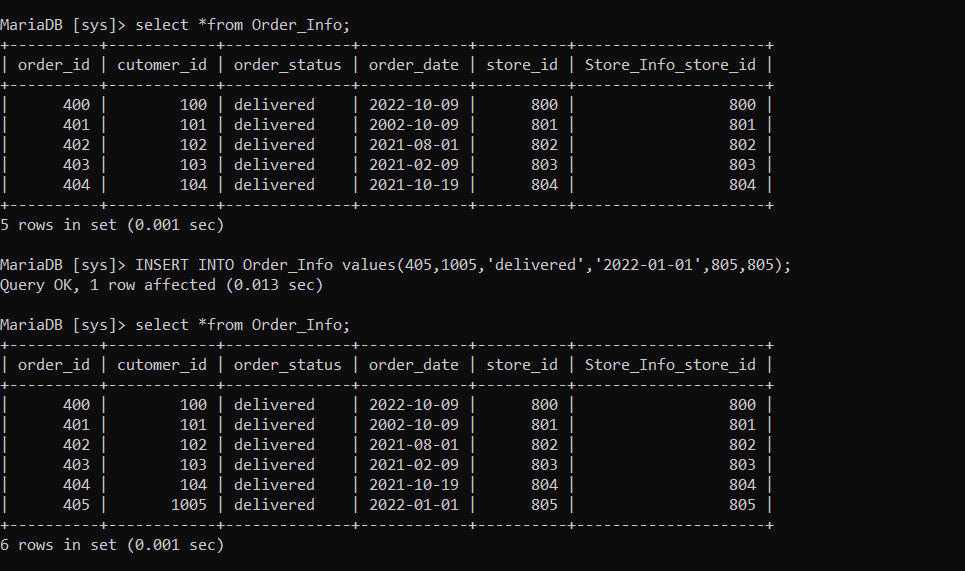 MariaDB [sys]> select *from Order_Info;
+----------+------------+--------------+------------+----------+---------------------+
| order_id | cutomer_id | order_status | order_date | store_id | Store_Info_store_id |
+----------+------------+--------------+------------+----------+---------------------+
|      400 |        100 | delivered    | 2022-10-09 |      800 |                 800 |
|      401 |        101 | delivered    | 2002-10-09 |      801 |                 801 |
|      402 |        102 | delivered    | 2021-08-01 |      802 |                 802 |
|      403 |        103 | delivered    | 2021-02-09 |      803 |                 803 |
|      404 |        104 | delivered    | 2021-10-19 |      804 |                 804 |
+----------+------------+--------------+------------+----------+---------------------+
5 rows in set (0.001 sec)
MariaDB [sys]> INSERT INTO Order_Info values(405,1005,'delivered','2022-01-01',805,805);
Query OK, 1 row affected (0.013 sec)
MariaDB [sys]> select *from Order_Info;
+----------+------------+--------------+------------+----------+---------------------+
| order_id | cutomer_id | order_status | order_date | store_id | Store_Info_store_id |
+----------+------------+--------------+------------+----------+---------------------+
|      400 |        100 | delivered    | 2022-10-09 |      800 |                 800 |
|      401 |        101 | delivered    | 2002-10-09 |      801 |                 801 |
|      402 |        102 | delivered    | 2021-08-01 |      802 |                 802 |
|      403 |        103 | delivered    | 2021-02-09 |      803 |                 803 |
|      404 |        104 | delivered    | 2021-10-19 |      804 |                 804 |
|      405 |       1005 | delivered    | 2022-01-01 |      805 |                 805 |
+----------+------------+--------------+------------+----------+---------------------+
6 rows in set (0.001 sec)